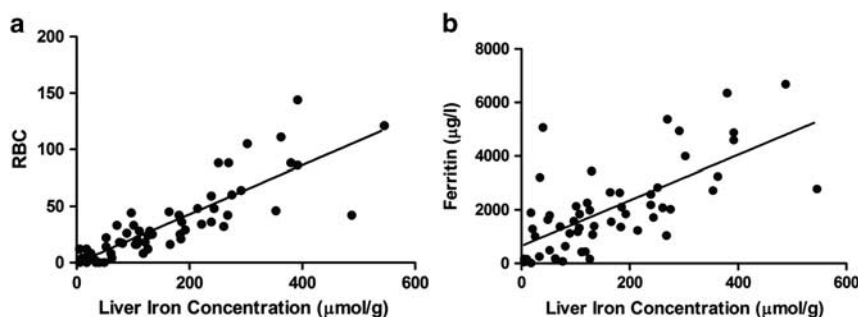 a
200
150
100
50
0
RBC
0 200 400 600
Liver Iron Concentration (μmol/g)
b
8000
6000
4000
2000
0
Ferritin (μg/l)
0 200 400 600
Liver Iron Concentration (μmol/g)